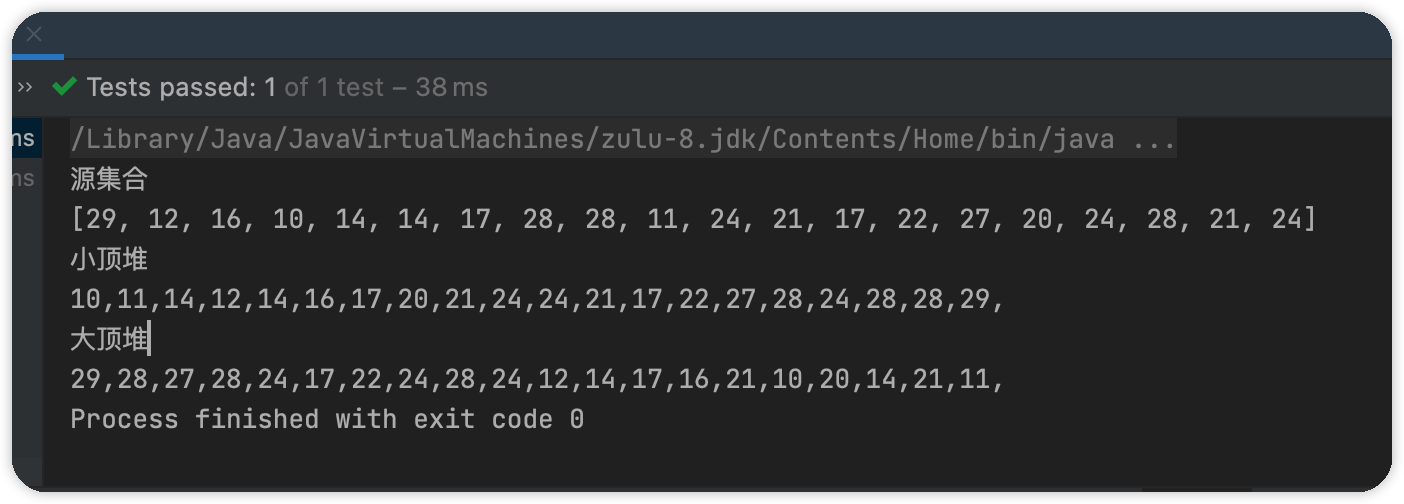 Tests passed: 1 of 1 test – 38 ms
/Library/Java/JavaVirtualMachines/zulu-8.jdk/Contents/Home/bin/java ...
ms
源集合
ms
[29, 12, 16, 10, 14, 14, 17, 28, 28, 11, 24, 21, 17, 22, 27, 20, 24, 28, 21, 24]
小顶堆
10,11,14,12,14,16,17,20,21,24,24,21,17,22,27,28,24,28,28,29,
大顶堆
29,28,27,28,24,17,22,24,28,24,12,14,17,16,21,10,20,14,21,11,
Process finished with exit code 0